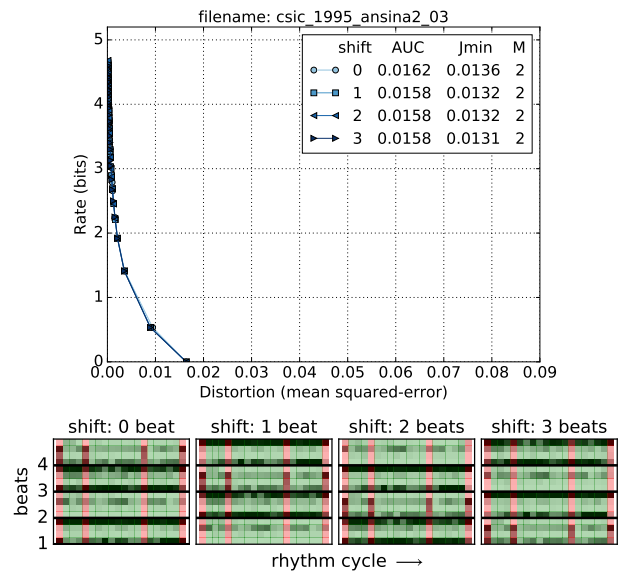 filename: csic_1995_ansina2_03
5
4
3
2
1
0
Rate (bits)
shift AUC Jmin M
0 0.0162 0.0136 2
1 0.0158 0.0132 2
2 0.0158 0.0132 2
3 0.0158 0.0131 2
0.00 0.01 0.02 0.03 0.04 0.05 0.06 0.07 0.08 0.09
Distortion (mean squared-error)
shift: 0 beat shift: 1 beat shift: 2 beats shift: 3 beats
beats
4
3
2
1
rhythm cycle →